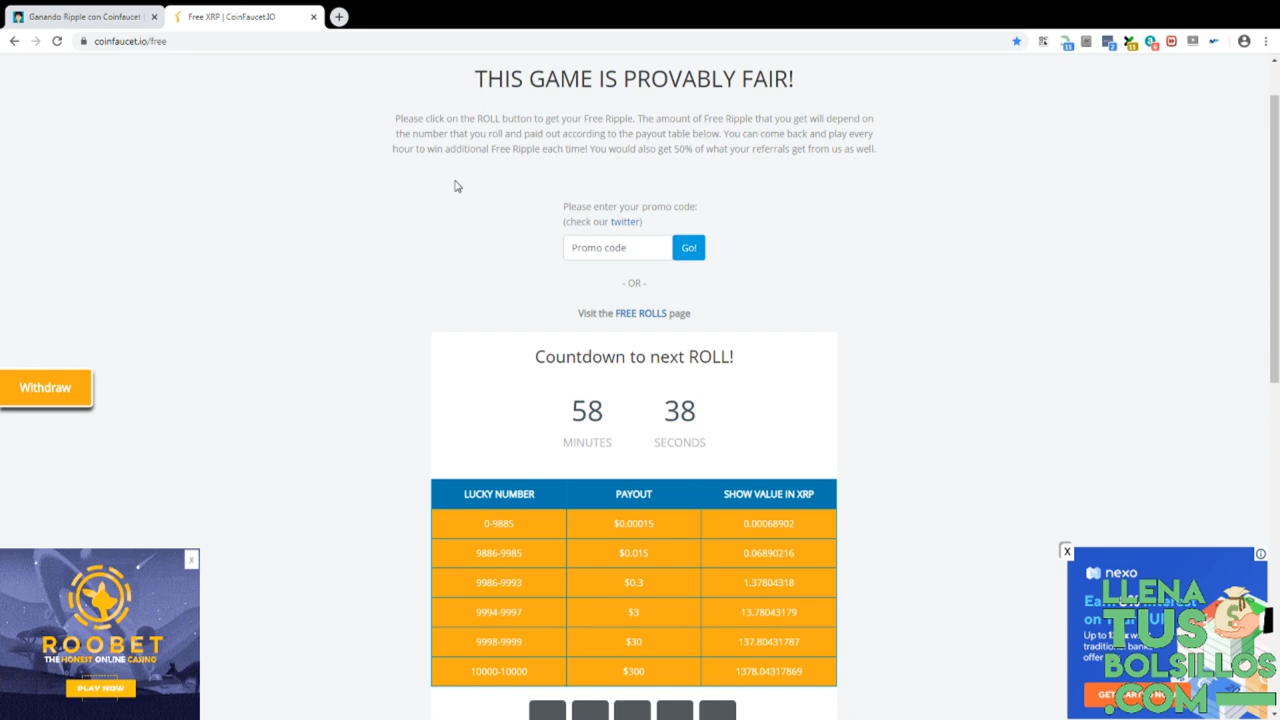 Ganando Ripple con Coinfaucet
Free XRP | CoinFaucet.IO
coinfaucet.io/free
THIS GAME IS PROVABLY FAIR!
Please click on the ROLL button to get your Free Ripple. The amount of Free Ripple that you get will depend on
the number that you roll and paid out according to the payout table below. You can come back and play every
hour to win additional Free Ripple each time! You would also get 50% of what your referrals get from us as well.
Please enter your promo code:
(check our twitter)
Promo code Go!
- OR -
Visit the FREE ROLLS page
Countdown to next ROLL!
58 38
MINUTES SECONDS
LUCKY NUMBER PAYOUT SHOW VALUE IN XRP
0-9885 $0.00015 0.00068902
9886-9985 $0.015 0.06890216
9986-9993 $0.3 1.37804318
9994-9997 $3 13.78043179
9998-9999 $30 137.80431787
10000-10000 $300 1378.04317869
Withdraw
ROOBET
THE HONEST ONLINE CASINO
PLAY NOW
nexo
Earn
on
Up to
tradition
offer
LLENA
TUS
BOLSILLOS
.COM